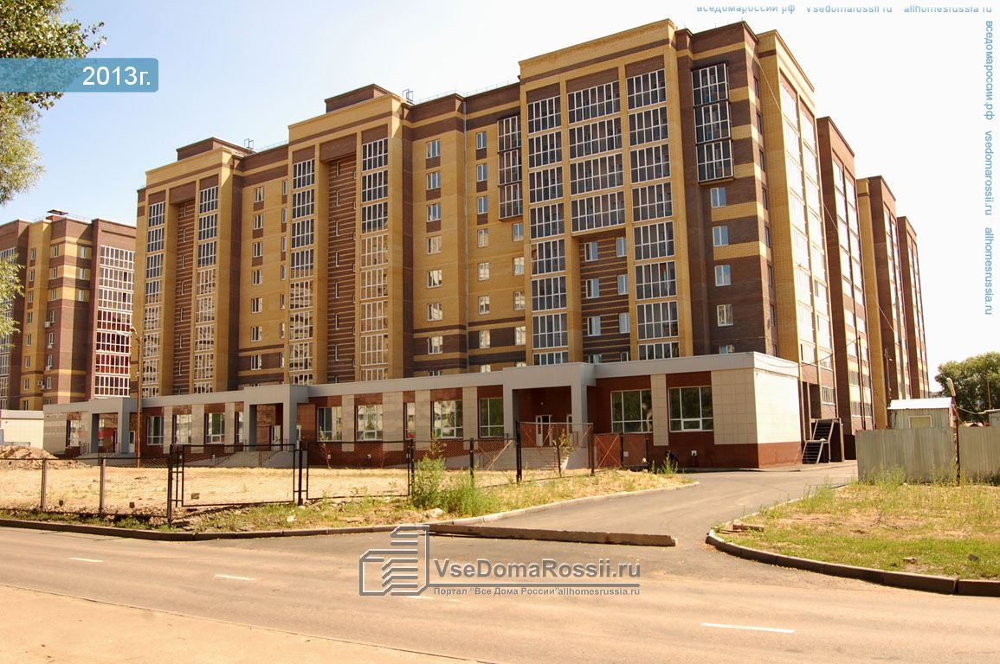 вседомароссии рф vsedomarossii ru allhomesrussia ru
2013г.
вседомароссии.рф vsedomarossii.ru allhomesrussia.ru
VseDomaRossii.ru
Портал "Все Дома России" allhomesrussia.ru